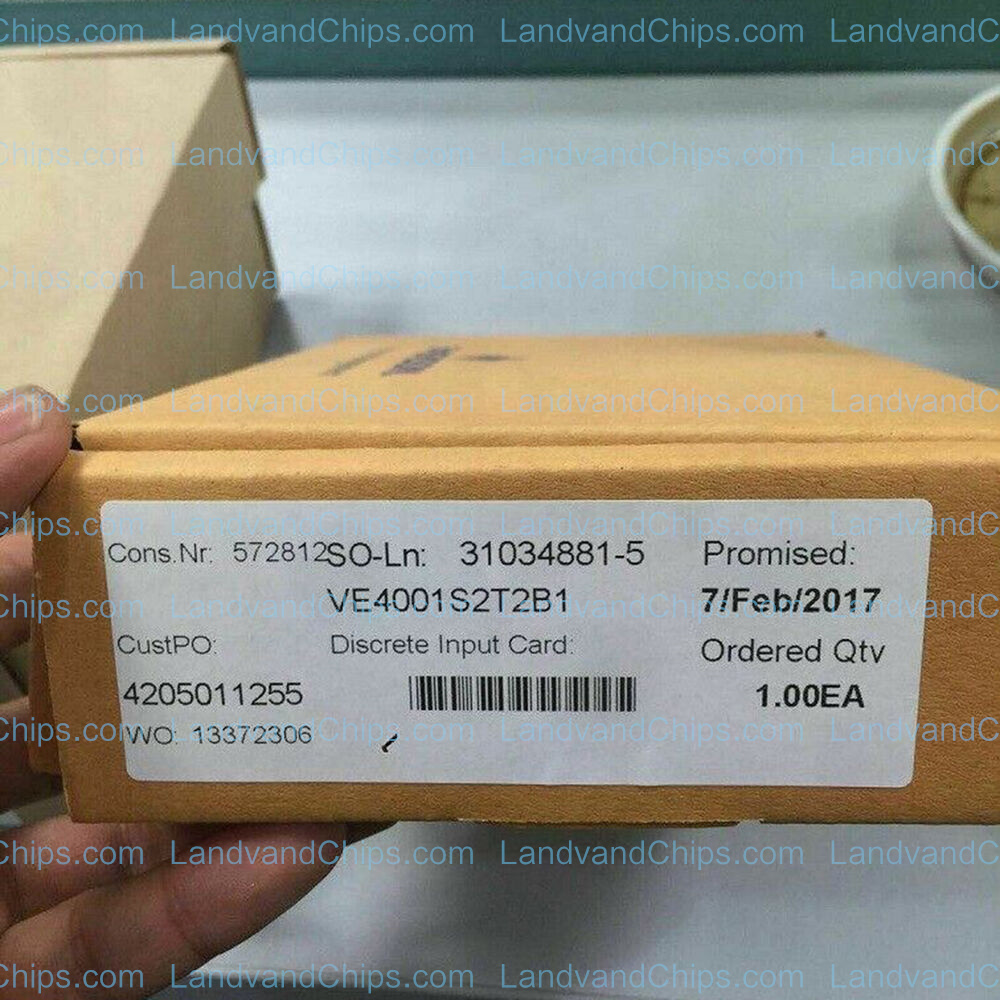 LandvandChips.com
Cons.Nr: 572812
SO-Ln: 31034881-5
Promised:
VE4001S2T2B1
7/Feb/2017
CustPO:
Discrete Input Card:
Ordered Qty
4205011255
1.00EA
WO: 13372306